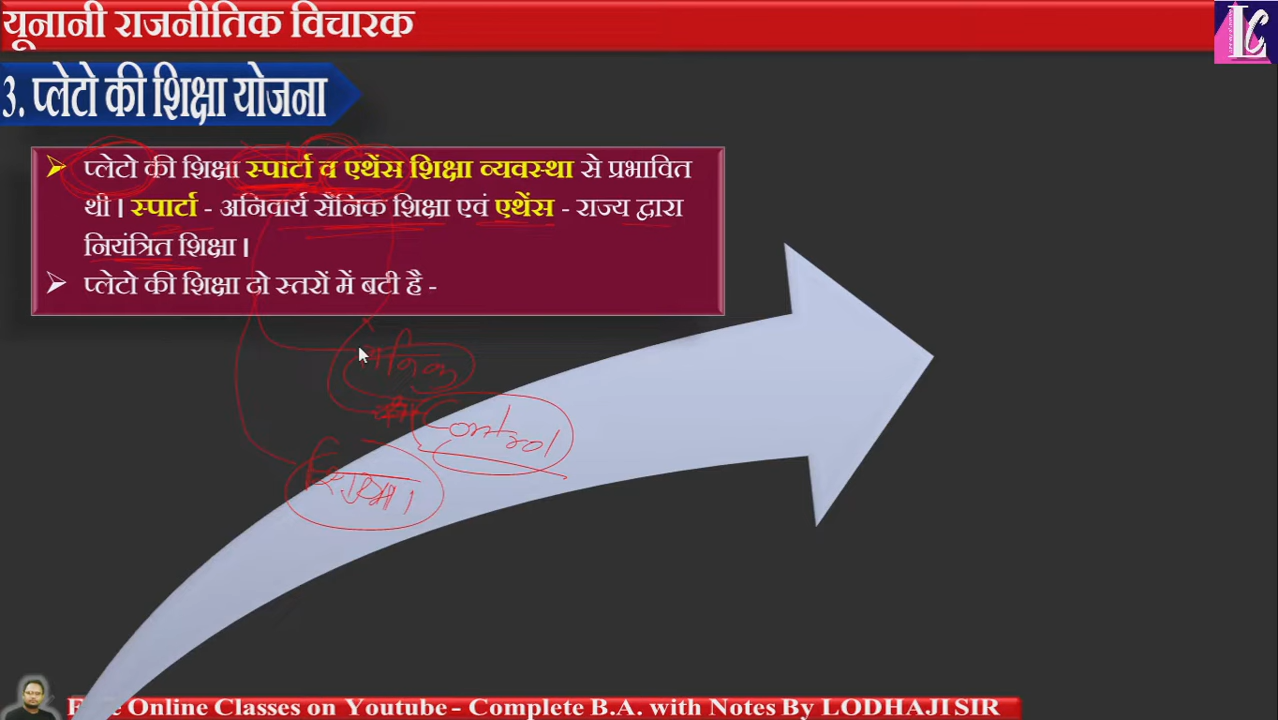 यूनानी राजनीतिक विचारक
LC
3. प्लेटो की शिक्षा योजना
प्लेटो की शिक्षा स्पार्टा व एथेंस शिक्षा व्यवस्था से प्रभावित
थी। स्पार्टा - अनिवार्य सैनिक शिक्षा एवं एथेंस - राज्य द्वारा
नियंत्रित शिक्षा।
प्लेटो की शिक्षा दो स्तरों में बटी है -
Online Classes on Youtube - Complete B.A. with Notes By LODHAJI SIR